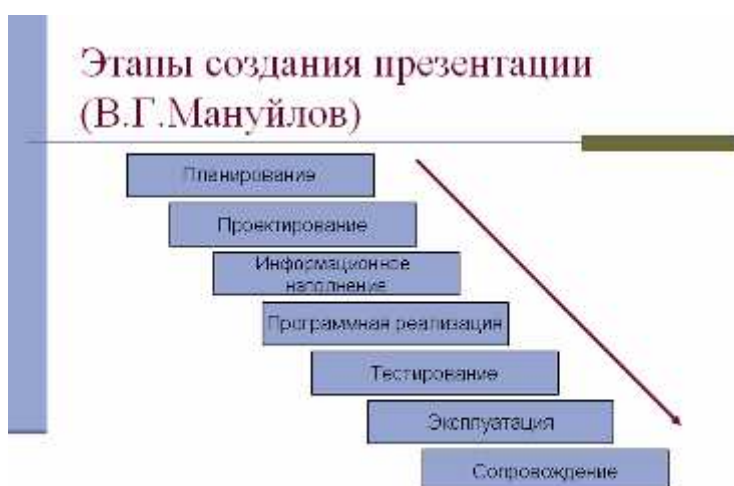 Этапы создания презентации
(В.Г.Мануйлов)
Планирование
Проектирование
Информационное
наполнение
Программная реализация
Тестирование
Эксплуатация
Сопровождение